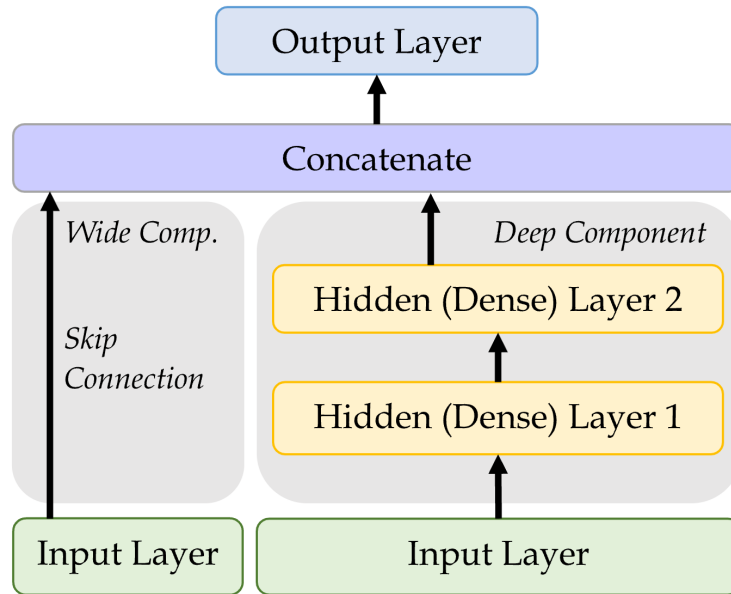 Output Layer
Concatenate
Wide Comp.
Skip
Connection
Deep Component
Hidden (Dense) Layer 2
Hidden (Dense) Layer 1
Input Layer
Input Layer